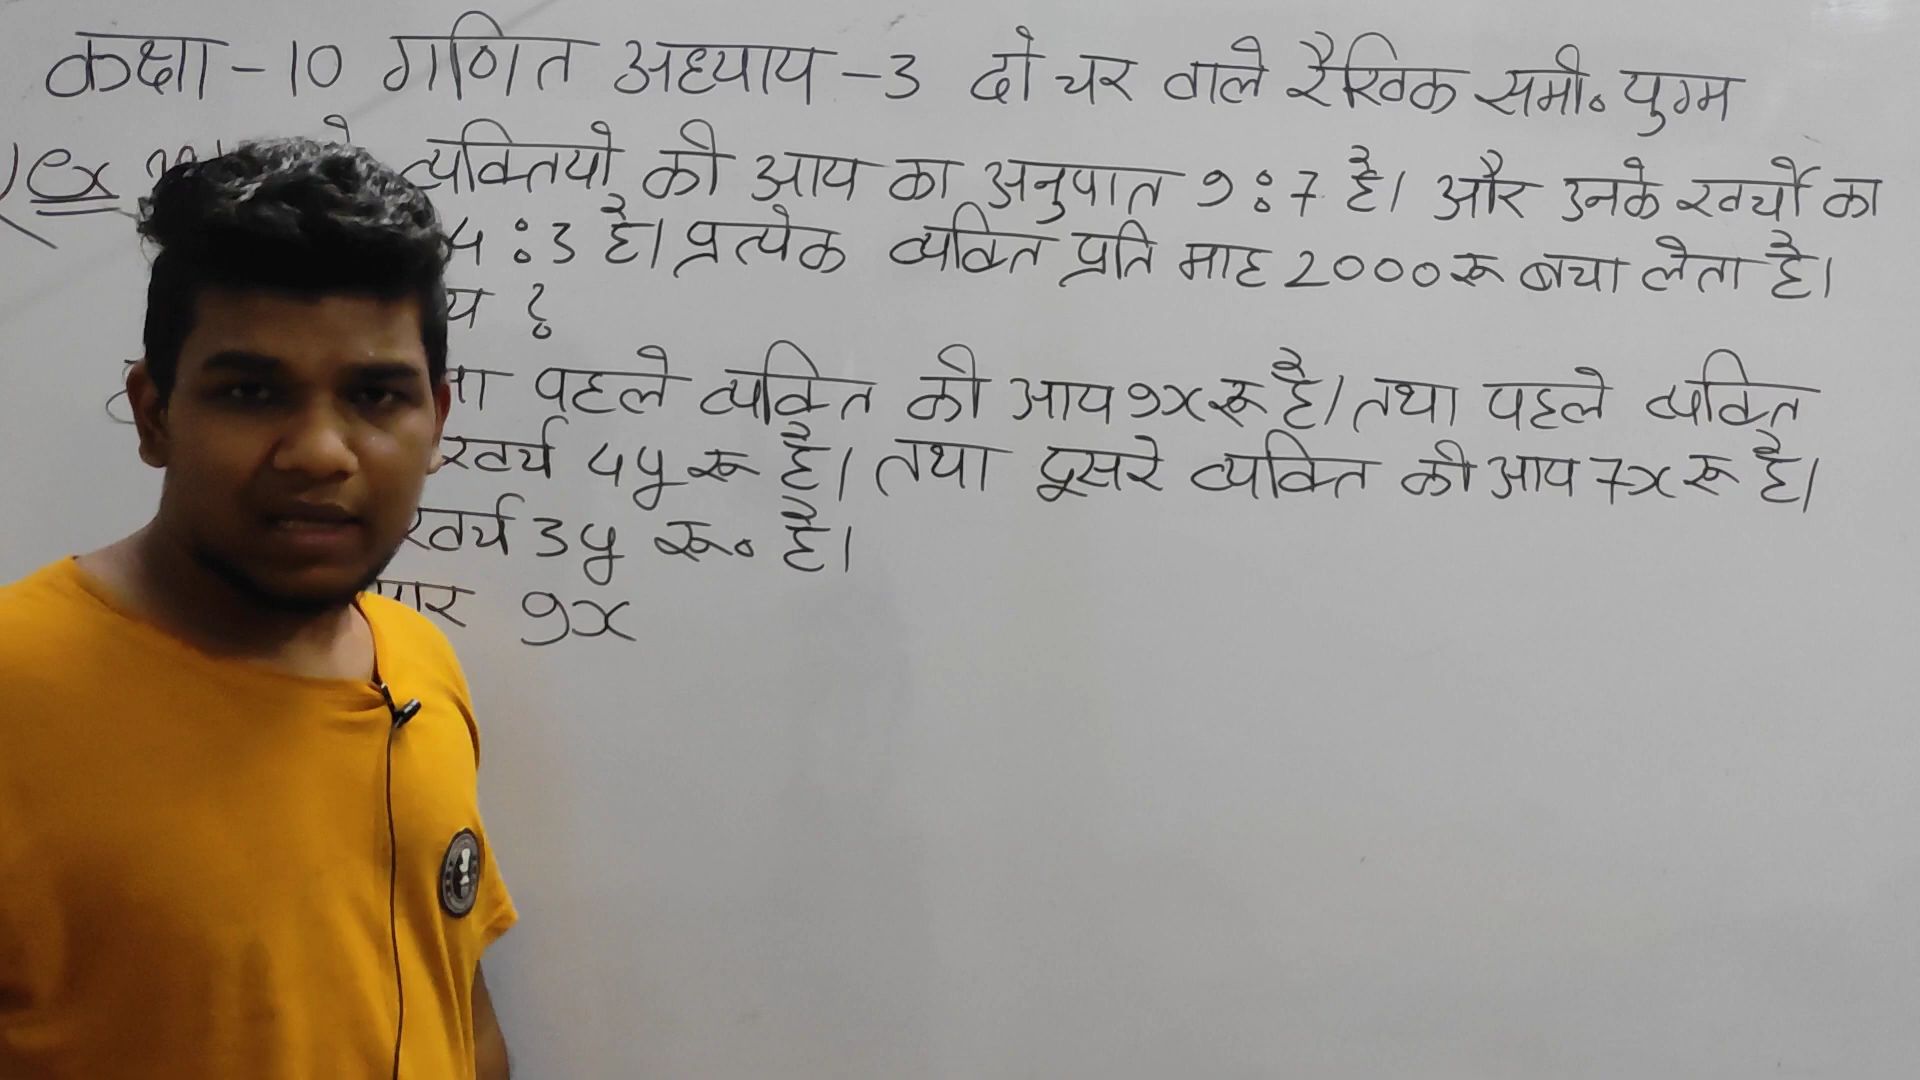 कक्षा - 10 गणित अध्याय - 3 दो चर वाले रैखिक समी० युग्म
ex व्यक्तियो की आय का अनुपात 9:7 है। और उनके खर्चों का
4:3 है। प्रत्येक व्यक्ति प्रति माह 2000 रू बचा लेता है।
?
पहले व्यक्ति की आय 9x रू है। तथा पहले व्यक्ति
खर्च 4y रू है। तथा दूसरे व्यक्ति की आय 7x रू है।
खर्च 3y रू० है।
9x